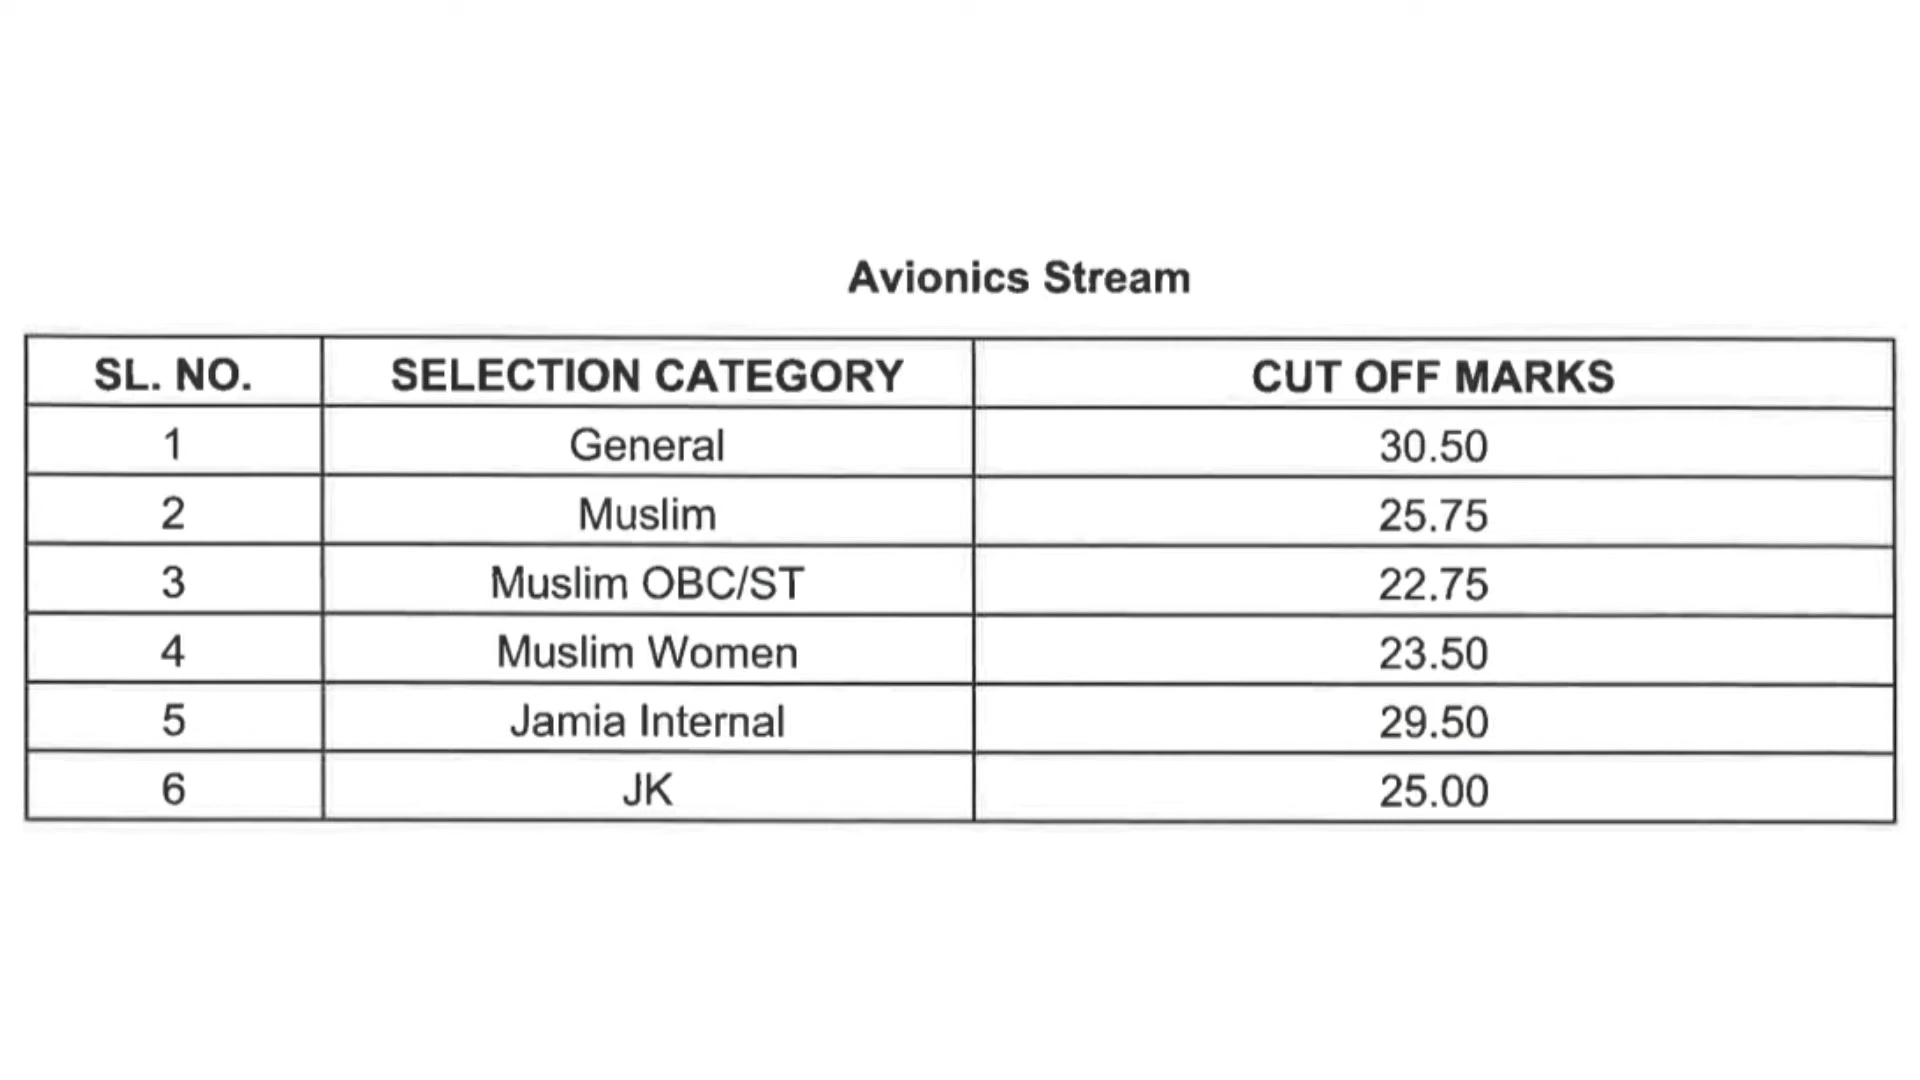 Avionics Stream
SL. NO. SELECTION CATEGORY CUT OFF MARKS
1 General 30.50
2 Muslim 25.75
3 Muslim OBC/ST 22.75
4 Muslim Women 23.50
5 Jamia Internal 29.50
6 JK 25.00